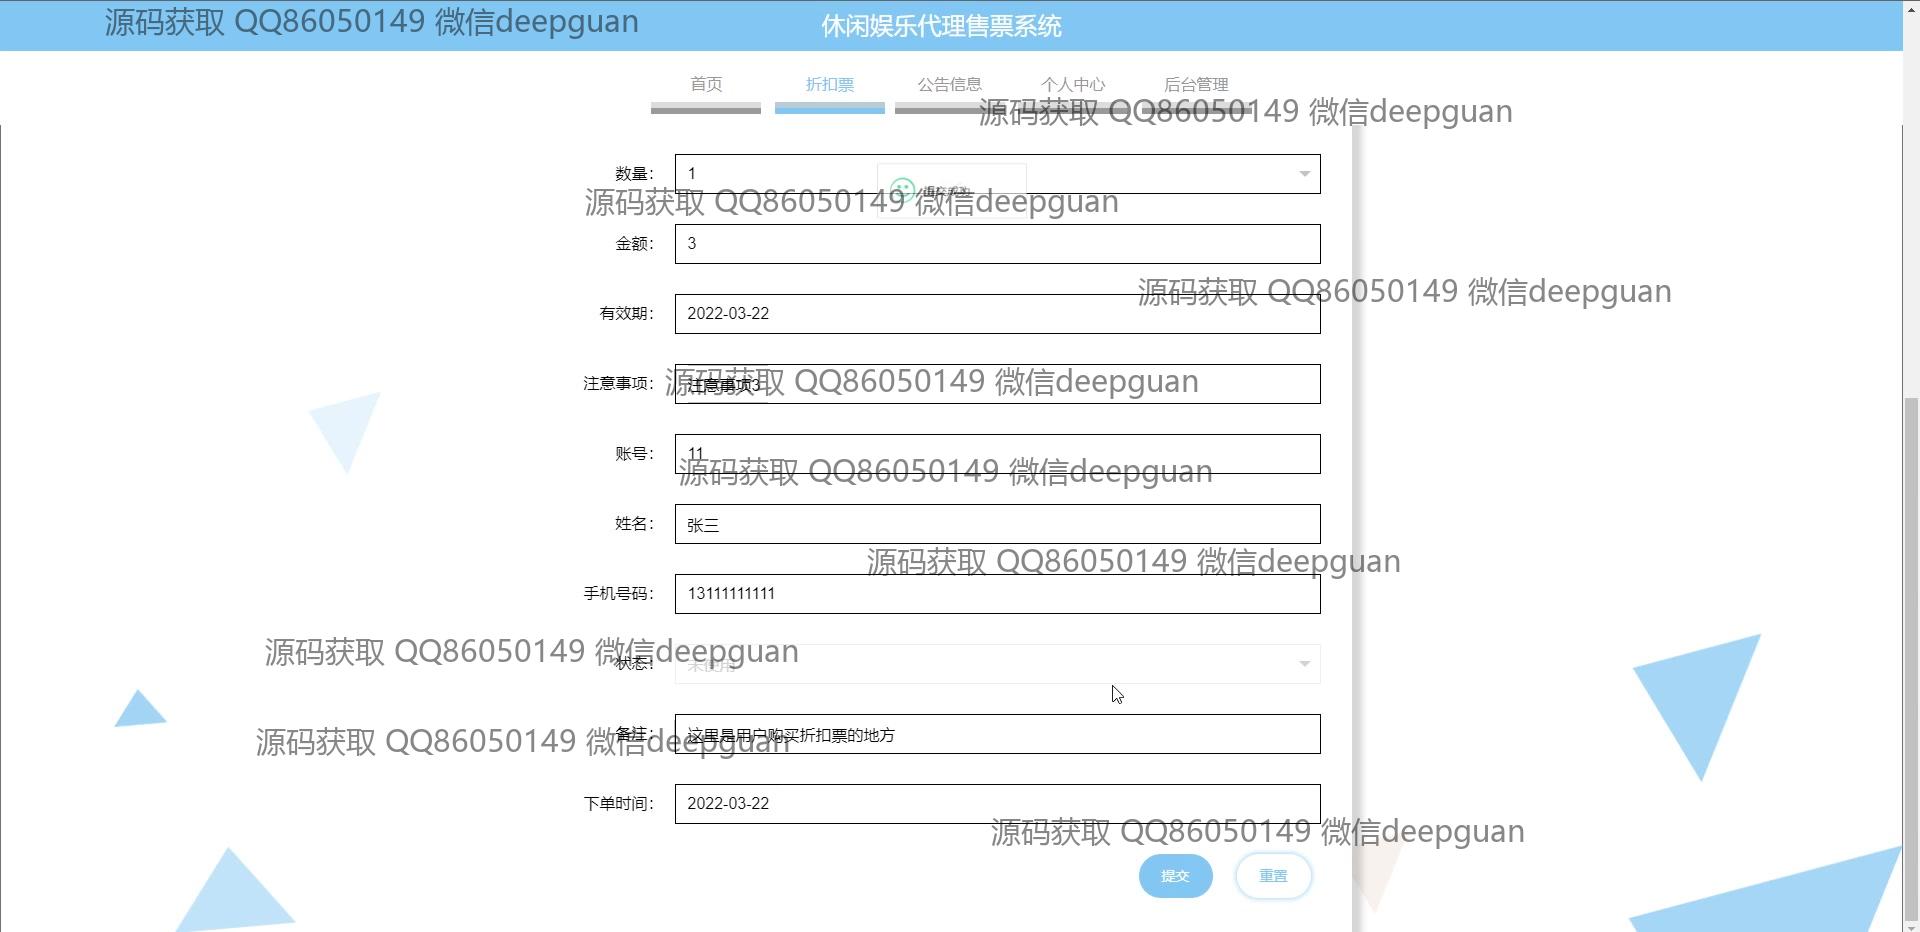 源码获取 QQ86050149 微信deepguan
休闲娱乐代理售票系统
首页 折扣票 公告信息 个人中心 后台管理
源码获取 QQ86050149 微信deepguan
数量： 1
提交成功
源码获取 QQ86050149 微信deepguan
金额： 3
源码获取 QQ86050149 微信deepguan
有效期： 2022-03-22
注意事项： 注意事项3
源码获取 QQ86050149 微信deepguan
账号： 11
源码获取 QQ86050149 微信deepguan
姓名： 张三
源码获取 QQ86050149 微信deepguan
手机号码： 13111111111
源码获取 QQ86050149 微信deepguan
状态： 未使用
备注： 这里是用户购买折扣票的地方
源码获取 QQ86050149 微信deepguan
下单时间： 2022-03-22
源码获取 QQ86050149 微信deepguan
提交 重置